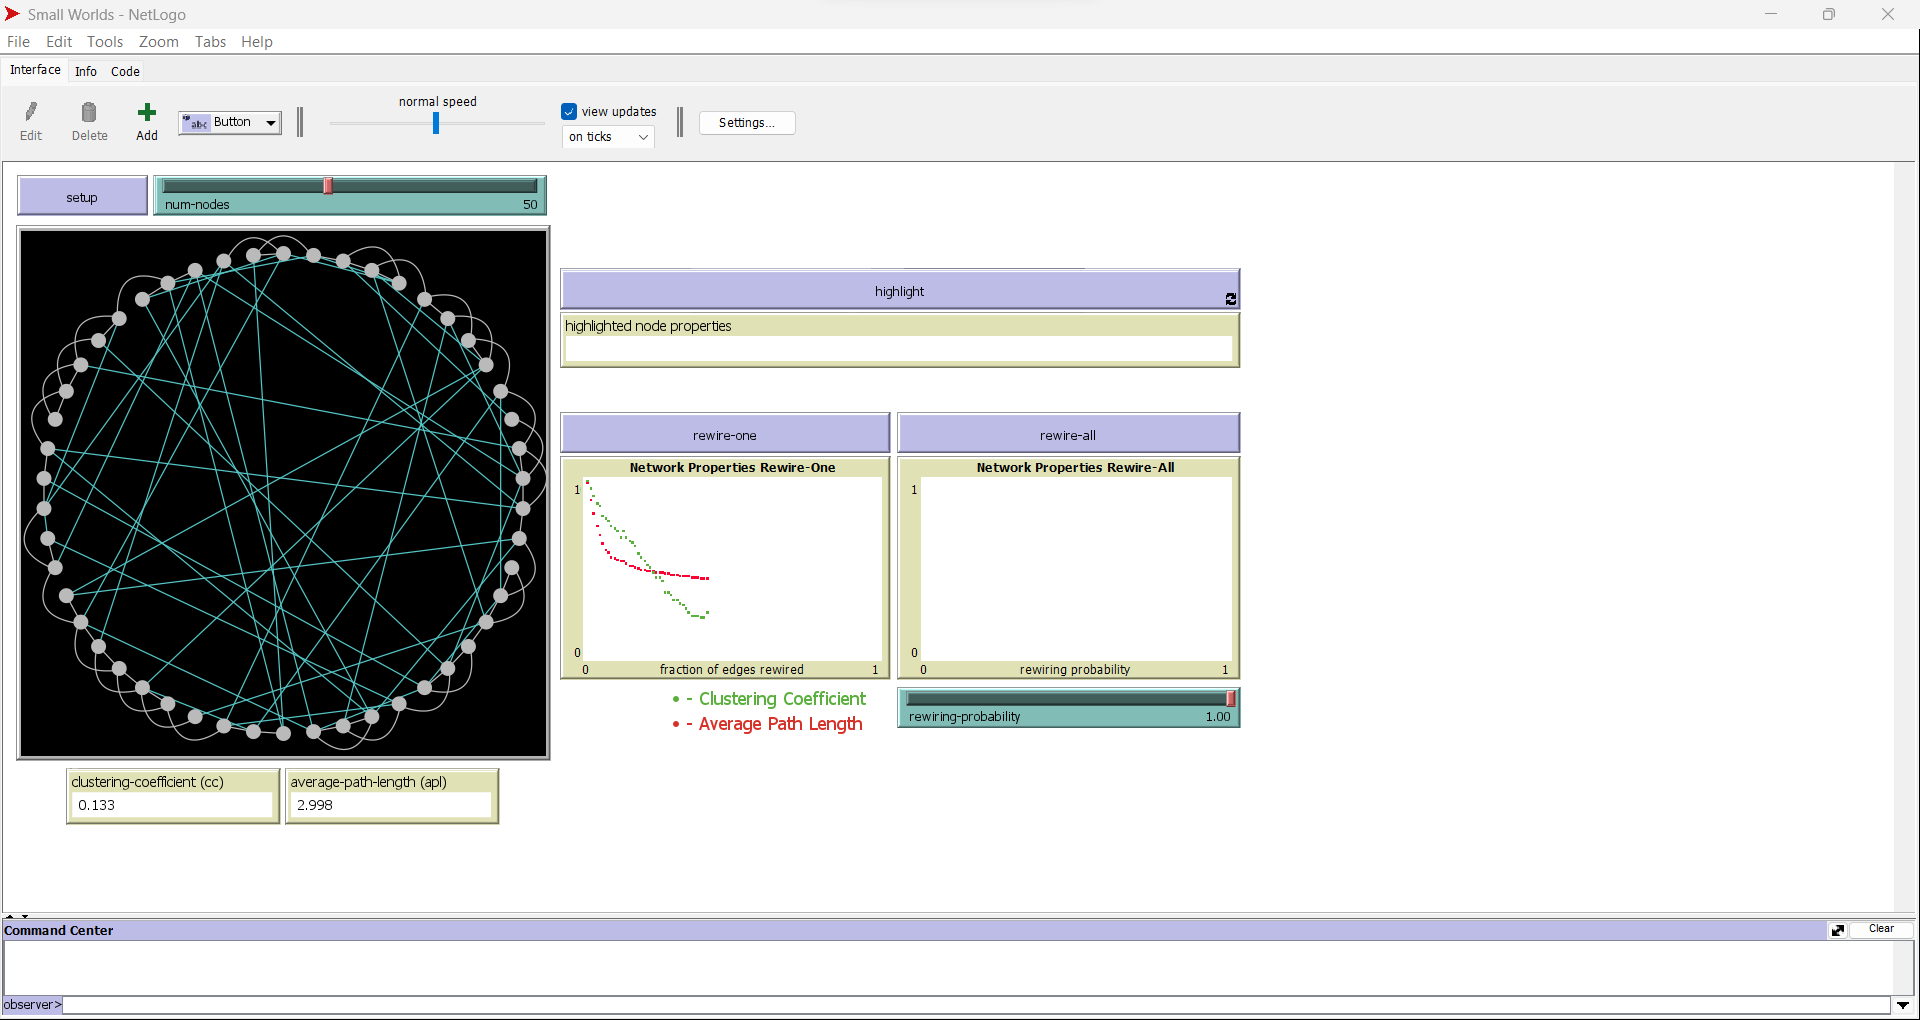 Small Worlds - NetLogo
File Edit Tools Zoom Tabs Help
Interface Info Code
normal speed
view updates
Edit Delete Add
abc Button
on ticks
Settings...
setup
num-nodes 50
highlight
highlighted node properties
rewire-one
rewire-all
Network Properties Rewire-One
1
0
0 fraction of edges rewired 1
Network Properties Rewire-All
1
0
0 rewiring probability 1
- Clustering Coefficient
- Average Path Length
rewiring-probability 1.00
clustering-coefficient (cc)
0.133
average-path-length (apl)
2.998
Command Center
Clear
observer>